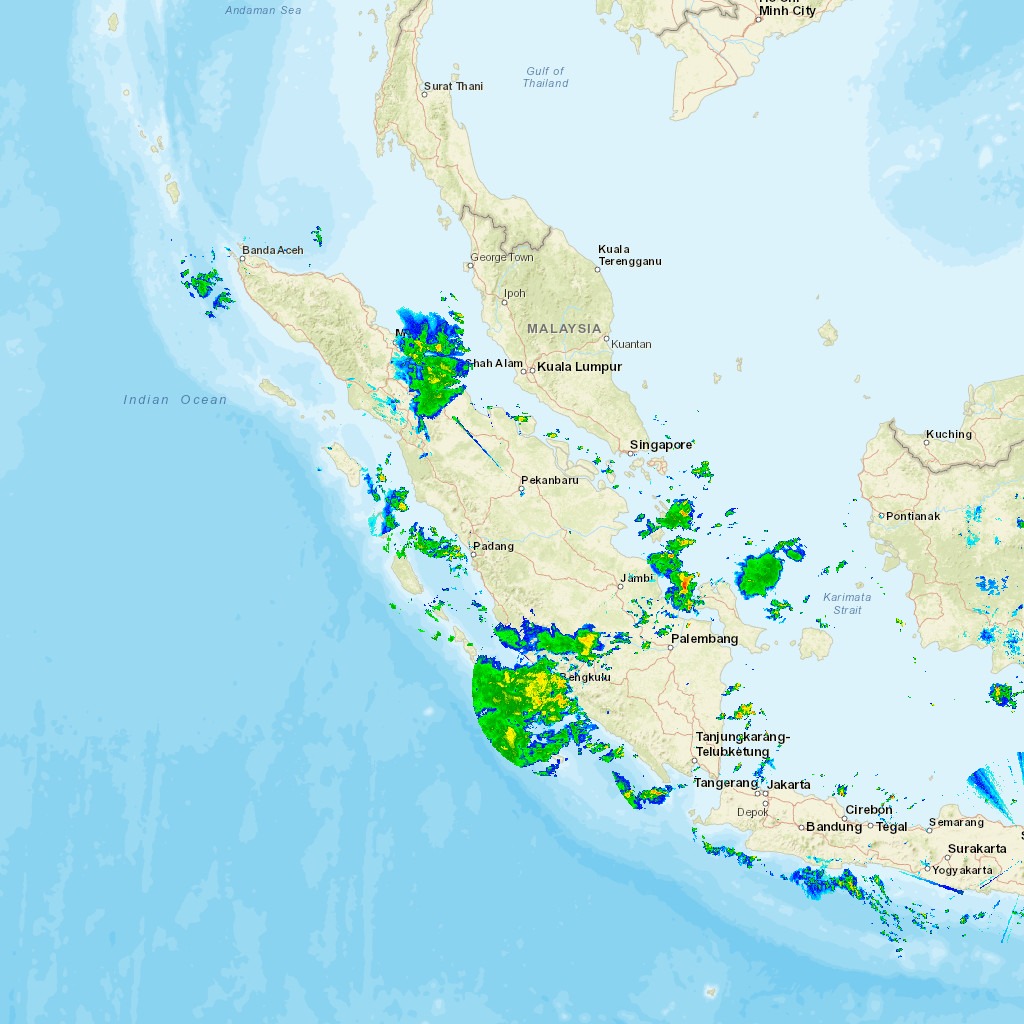 Andaman Sea
Minh City
Gulf of
Thailand
Surat Thani
Banda Aceh
George Town
Kuala
Terengganu
Ipoh
MALAYSIA
Kuantan
Shah Alam
Kuala Lumpur
Indian Ocean
Kuching
Singapore
Pekanbaru
Pontianak
Padang
Jambi
Karimata
Strait
Palembang
Bengkulu
Tanjungkarang-
Telukbetung
Tangerang
Jakarta
Depok
Cirebon
Bandung
Tegal
Semarang
Surakarta
Yogyakarta